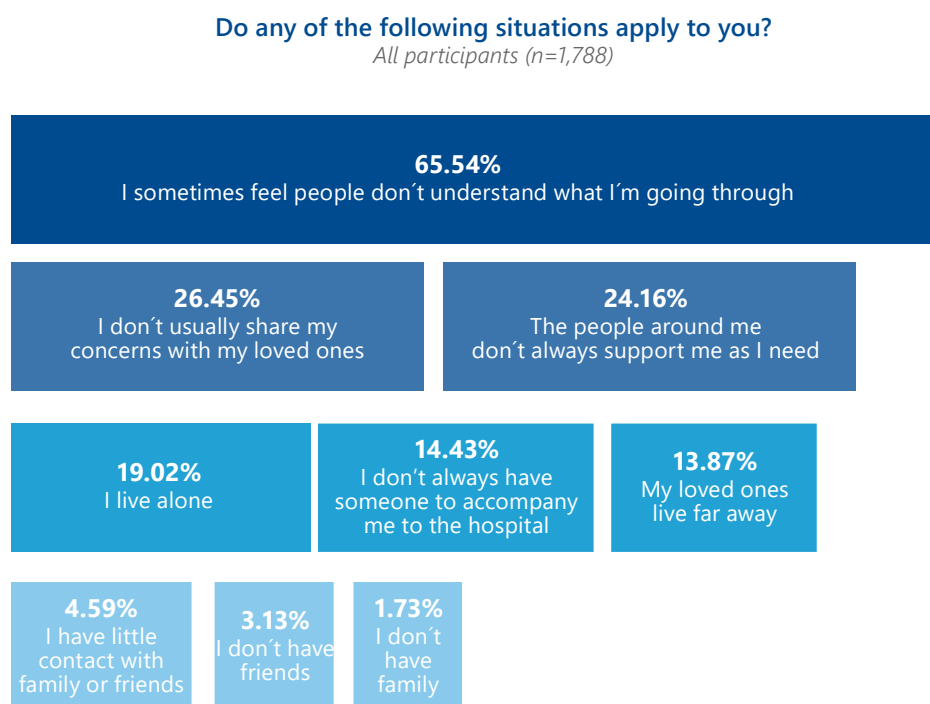 Do any of the following situations apply to you?
All participants (n=1,788)
65.54%
I sometimes feel people don´t understand what I´m going through
26.45%
I don´t usually share my
concerns with my loved ones
24.16%
The people around me
don´t always support me as I need
19.02%
I live alone
14.43%
I don't always have
someone to accompany
me to the hospital
13.87%
My loved ones
live far away
4.59%
I have little
contact with
family or friends
3.13%
I don´t have
friends
1.73%
I don´t
have
family